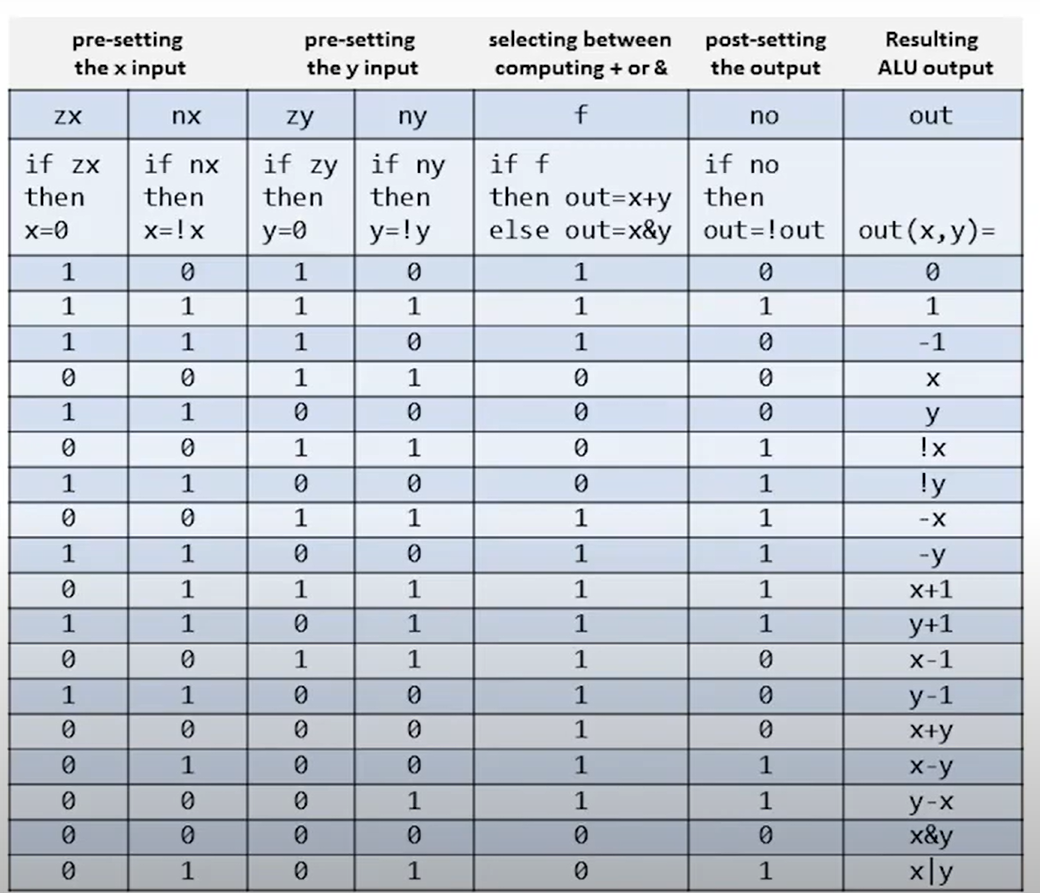 pre-setting the x input | pre-setting the y input | selecting between computing + or & | post-setting the output | Resulting ALU output
zx | nx | zy | ny | f | no | out
if zx then x=0 | if nx then x=!x | if zy then y=0 | if ny then y=!y | if f then out=x+y else out=x&y | if no then out=!out | out(x,y)=
1 | 0 | 1 | 0 | 1 | 0 | 0
1 | 1 | 1 | 1 | 1 | 1 | 1
1 | 1 | 1 | 0 | 1 | 0 | -1
0 | 0 | 1 | 1 | 0 | 0 | x
1 | 1 | 0 | 0 | 0 | 0 | y
0 | 0 | 1 | 1 | 0 | 1 | !x
1 | 1 | 0 | 0 | 0 | 1 | !y
0 | 0 | 1 | 1 | 1 | 1 | -x
1 | 1 | 0 | 0 | 1 | 1 | -y
0 | 1 | 1 | 1 | 1 | 1 | x+1
1 | 1 | 0 | 1 | 1 | 1 | y+1
0 | 0 | 1 | 1 | 1 | 0 | x-1
1 | 1 | 0 | 0 | 1 | 0 | y-1
0 | 0 | 0 | 0 | 1 | 0 | x+y
0 | 1 | 0 | 0 | 1 | 1 | x-y
0 | 0 | 0 | 1 | 1 | 1 | y-x
0 | 0 | 0 | 0 | 0 | 0 | x&y
0 | 1 | 0 | 1 | 0 | 1 | x|y